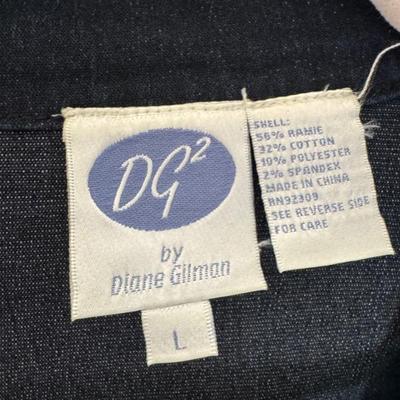 DG2
by
Diane Gilman
L
SHELL:
56% RAMIE
32% COTTON
10% POLYESTER
2% SPANDEX
MADE IN CHINA
RN92309
SEE REVERSE SIDE
FOR CARE